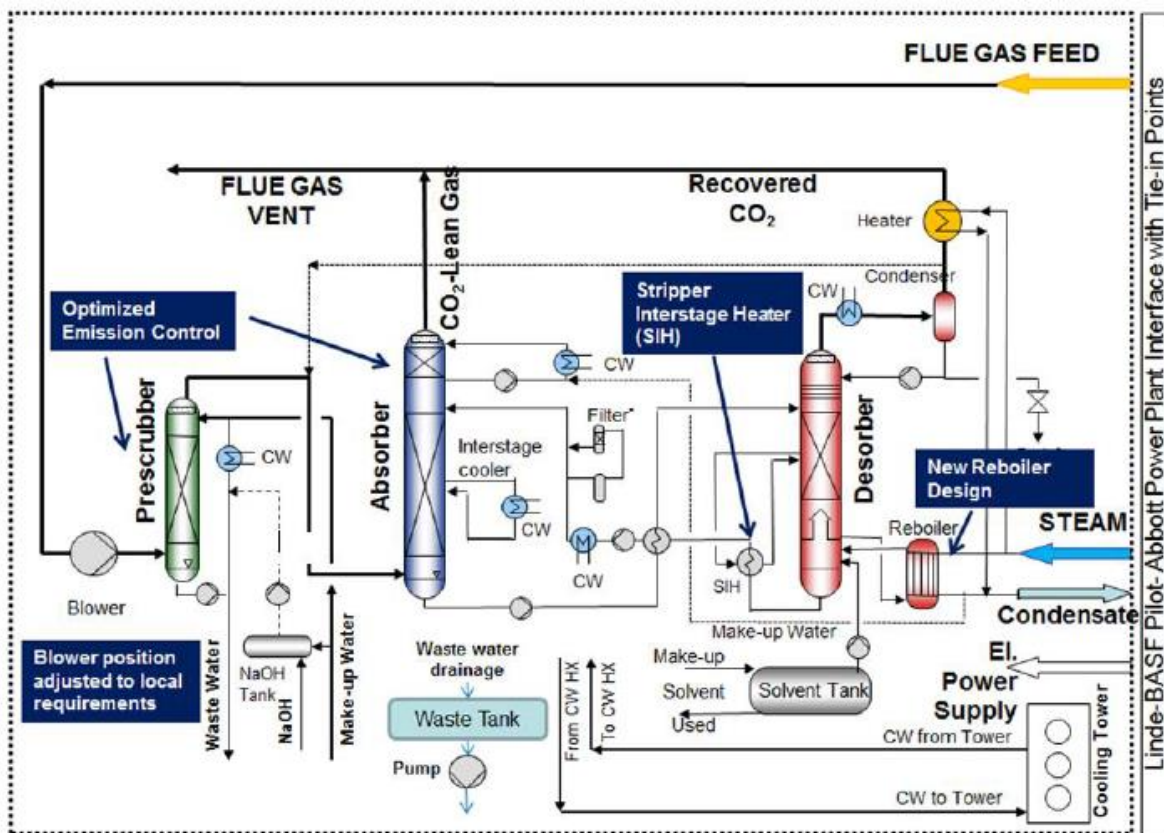 FLUE GAS FEED
FLUE GAS
VENT
CO₂-Lean Gas
Recovered
CO₂
Heater
Condenser
CW
Optimized
Emission Control
Stripper
Interstage Heater
(SIH)
CW
Prescrubber
CW
Absorber
Filter*
Interstage
cooler
CW
CW
Desorber
New Reboiler
Design
Reboiler
STEAM
SIH
Blower
Condensate
Make-up Water
Blower position
adjusted to local
requirements
NaOH
Tank
Waste Water
NaOH
Make-up Water
Waste water
drainage
Waste Tank
Pump
From CW HX
To CW HX
Make-up
Solvent
Used
Solvent Tank
El.
Power
Supply
CW from Tower
CW to Tower
Cooling Tower
Linde-BASF Pilot- Abbott Power Plant Interface with Tie-in Points